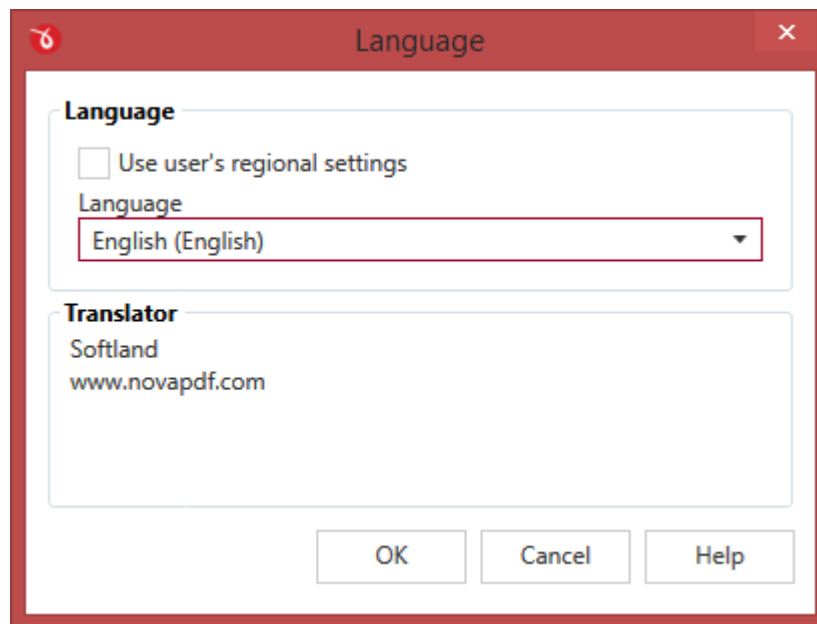 Language
Language
Use user's regional settings
Language
English (English)
Translator
Softland
www.novapdf.com
OK Cancel Help